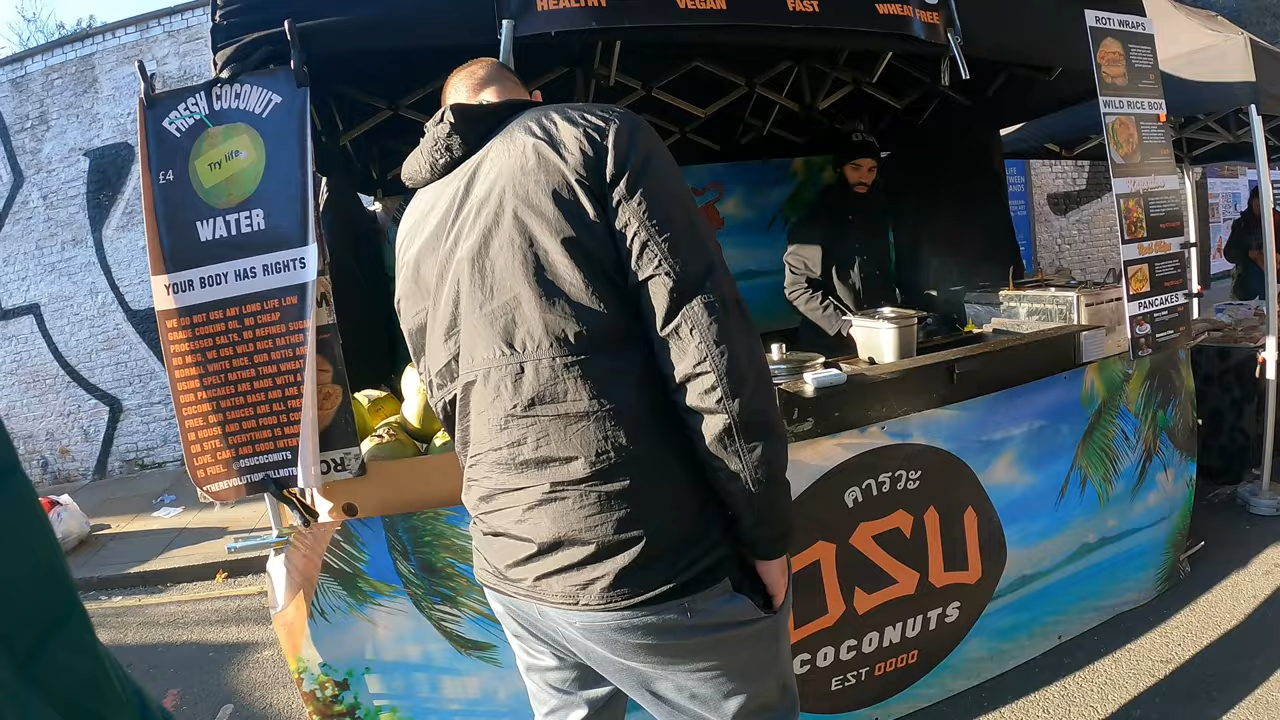 HEALTHY VEGAN FAST WHEAT FREE
FRESH COCONUT
£4
Try life
WATER
YOUR BODY HAS RIGHTS
WE DO NOT USE ANY LONG LIFE LOW
GRADE COOKING OIL, NO CHEAP
PROCESSED SALTS, NO REFINED SUGAR
NO MSG. WE USE WILD RICE RATHER
NORMAL WHITE RICE. OUR ROTIS ARE
USING SPELT RATHER THAN WHEAT
OUR PANCAKES ARE MADE WITH A
COCONUT WATER BASE AND ARE
FREE. OUR SAUCES ARE ALL FRE
IN HOUSE AND OUR FOOD IS COO
ON SITE. EVERYTHING IS MADE
LOVE, CARE AND GOOD INTENT
IS FUEL. @OSUCOCONUTS
ROTI WRAPS
WILD RICE BOX
PANCAKES
คาราวะ
OSU
COCONUTS
EST 0000